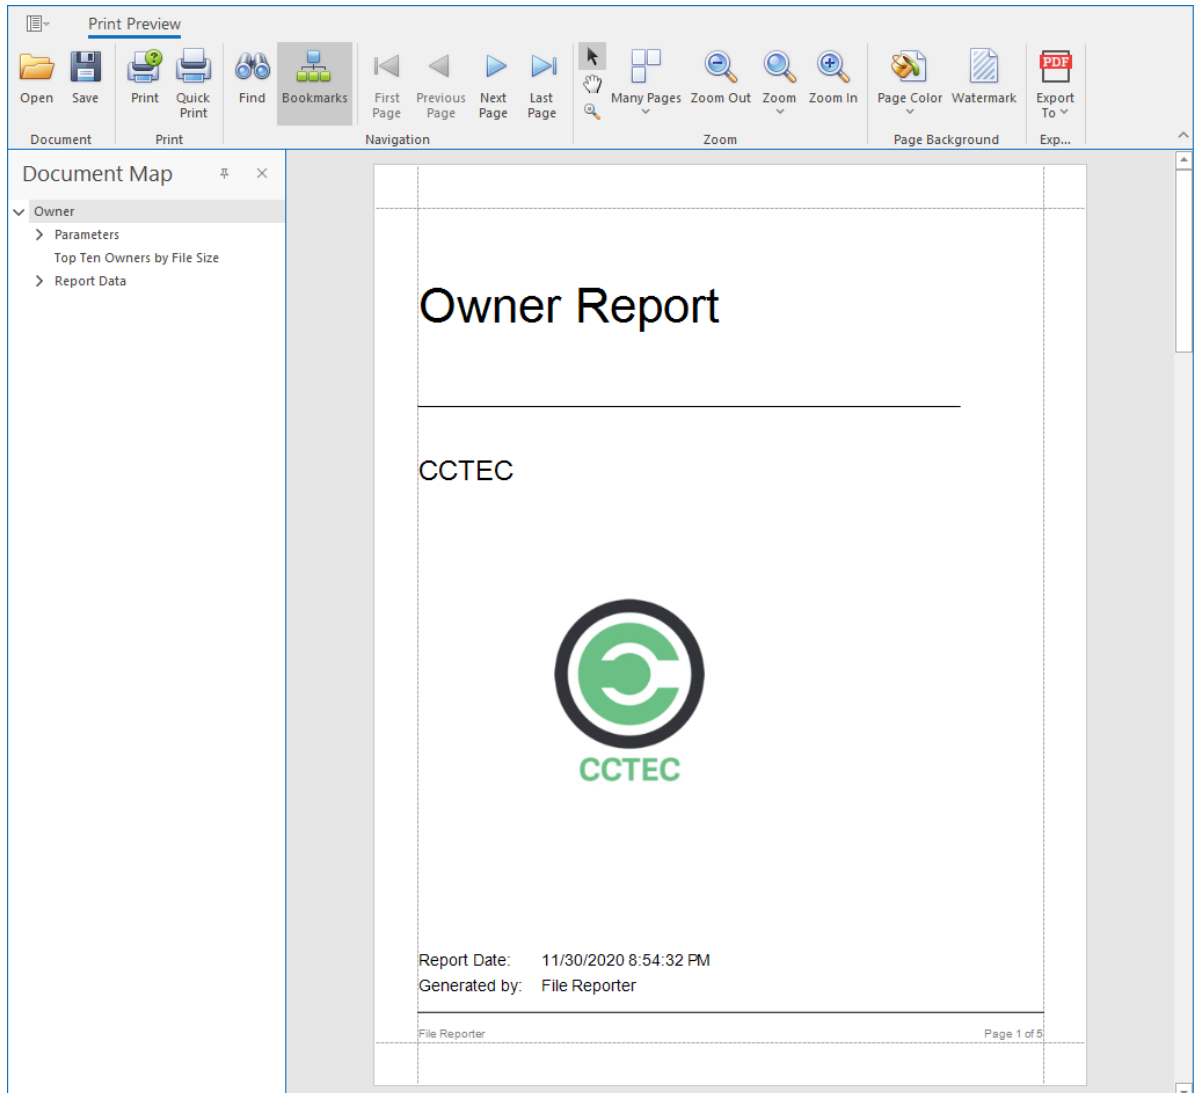 Print Preview
Open
Save
Print
Quick
Print
Find
Bookmarks
First
Page
Previous
Page
Next
Page
Last
Page
Many Pages
Zoom Out
Zoom
Zoom In
Page Color
Watermark
PDF
Export
To
Document
Print
Navigation
Zoom
Page Background
Exp...
Document Map
Owner
Parameters
Top Ten Owners by File Size
Report Data
Owner Report
CCTEC
CCTEC
Report Date: 11/30/2020 8:54:32 PM
Generated by: File Reporter
File Reporter Page 1 of 5